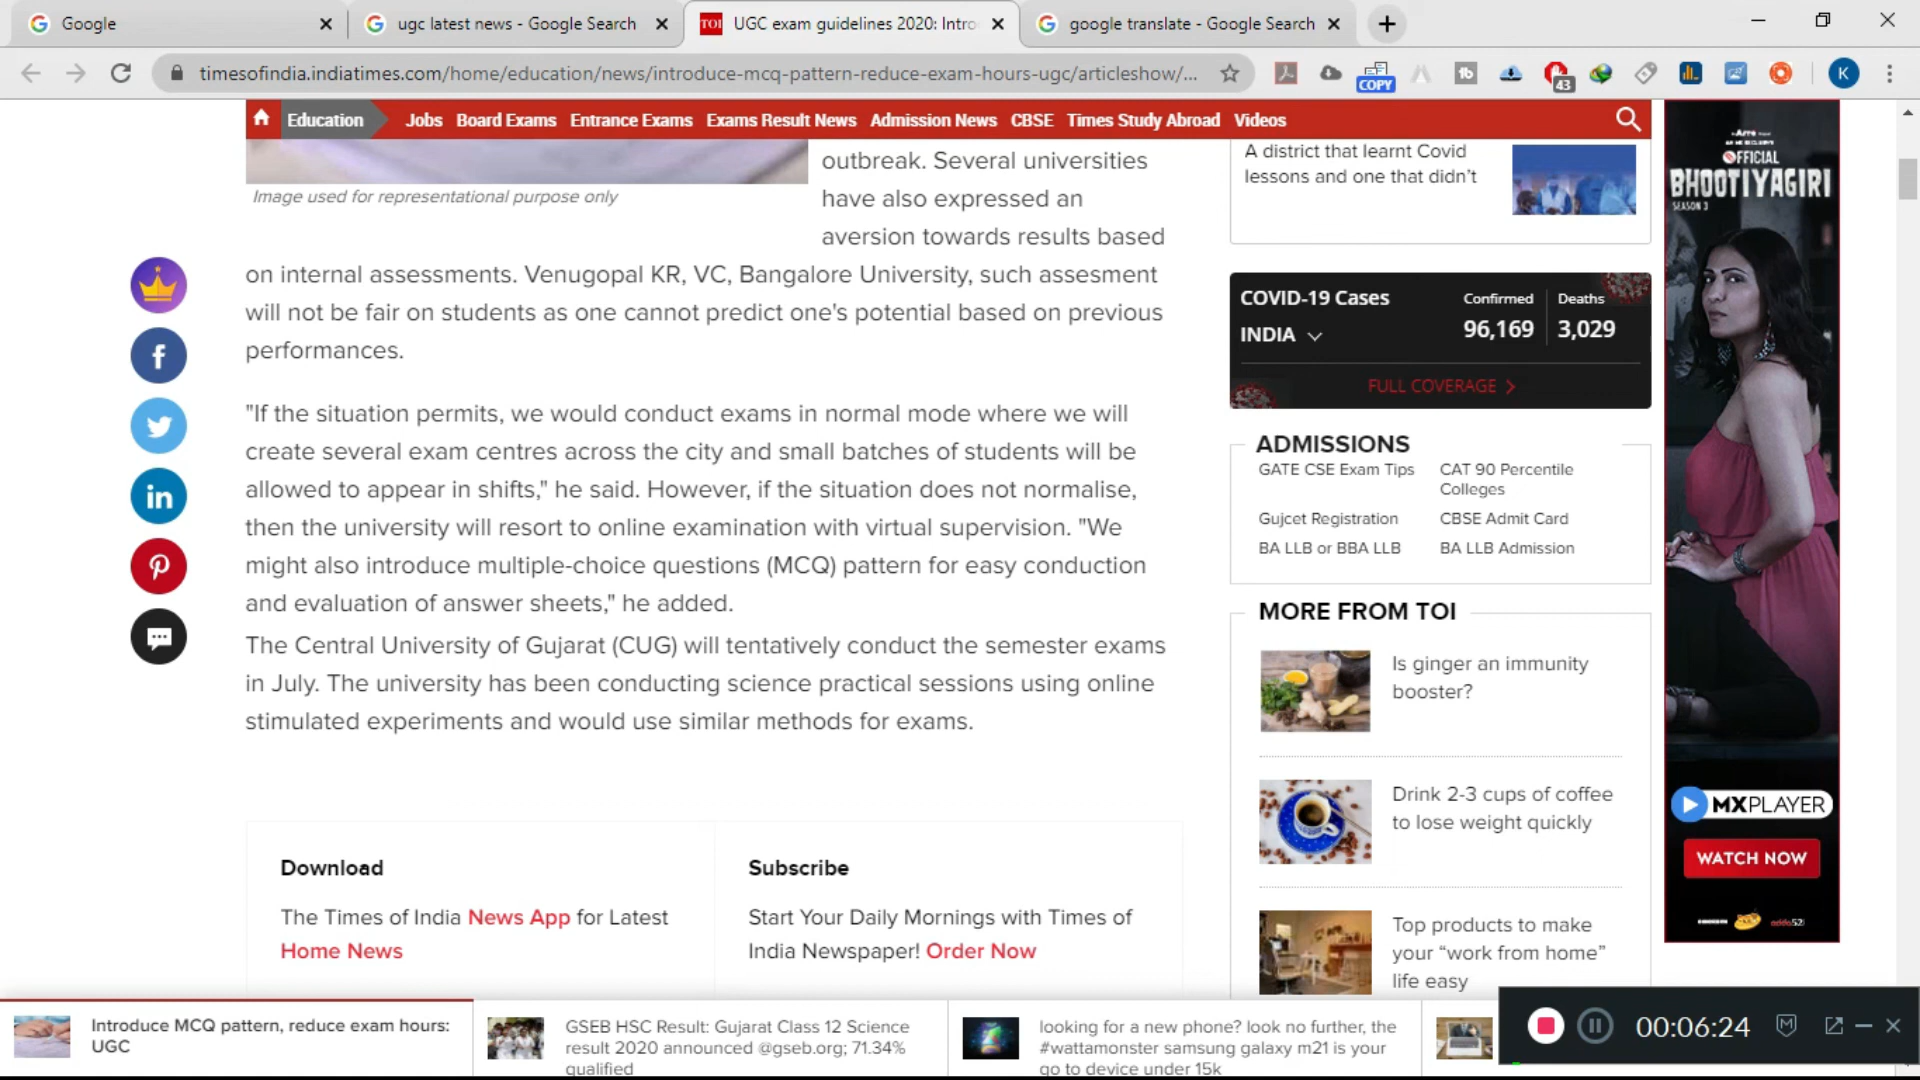 Google
ugc latest news - Google Search
UGC exam guidelines 2020: Intro
google translate - Google Search
timesofindia.indiatimes.com/home/education/news/introduce-mcq-pattern-reduce-exam-hours-ugc/articleshow/...
COPY
43
K
Education
Jobs
Board Exams
Entrance Exams
Exams Result News
Admission News
CBSE
Times Study Abroad
Videos
Image used for representational purpose only
outbreak. Several universities
have also expressed an
aversion towards results based
on internal assessments. Venugopal KR, VC, Bangalore University, such assesment
will not be fair on students as one cannot predict one's potential based on previous
performances.
"If the situation permits, we would conduct exams in normal mode where we will
create several exam centres across the city and small batches of students will be
allowed to appear in shifts," he said. However, if the situation does not normalise,
then the university will resort to online examination with virtual supervision. "We
might also introduce multiple-choice questions (MCQ) pattern for easy conduction
and evaluation of answer sheets," he added.
The Central University of Gujarat (CUG) will tentatively conduct the semester exams
in July. The university has been conducting science practical sessions using online
stimulated experiments and would use similar methods for exams.
Download
The Times of India News App for Latest
Home News
Subscribe
Start Your Daily Mornings with Times of
India Newspaper! Order Now
A district that learnt Covid
lessons and one that didn't
COVID-19 Cases
INDIA
Confirmed
96,169
Deaths
3,029
FULL COVERAGE
ADMISSIONS
GATE CSE Exam Tips
CAT 90 Percentile
Colleges
Gujcet Registration
CBSE Admit Card
BA LLB or BBA LLB
BA LLB Admission
MORE FROM TOI
Is ginger an immunity
booster?
Drink 2-3 cups of coffee
to lose weight quickly
Top products to make
your “work from home”
life easy
OFFICIAL
BHOOTIYAGIRI
SEASON 3
MXPLAYER
WATCH NOW
Introduce MCQ pattern, reduce exam hours:
UGC
GSEB HSC Result: Gujarat Class 12 Science
result 2020 announced @gseb.org; 71.34%
qualified
looking for a new phone? look no further, the
#wattamonster samsung galaxy m21 is your
go to device under 15k
00:06:24